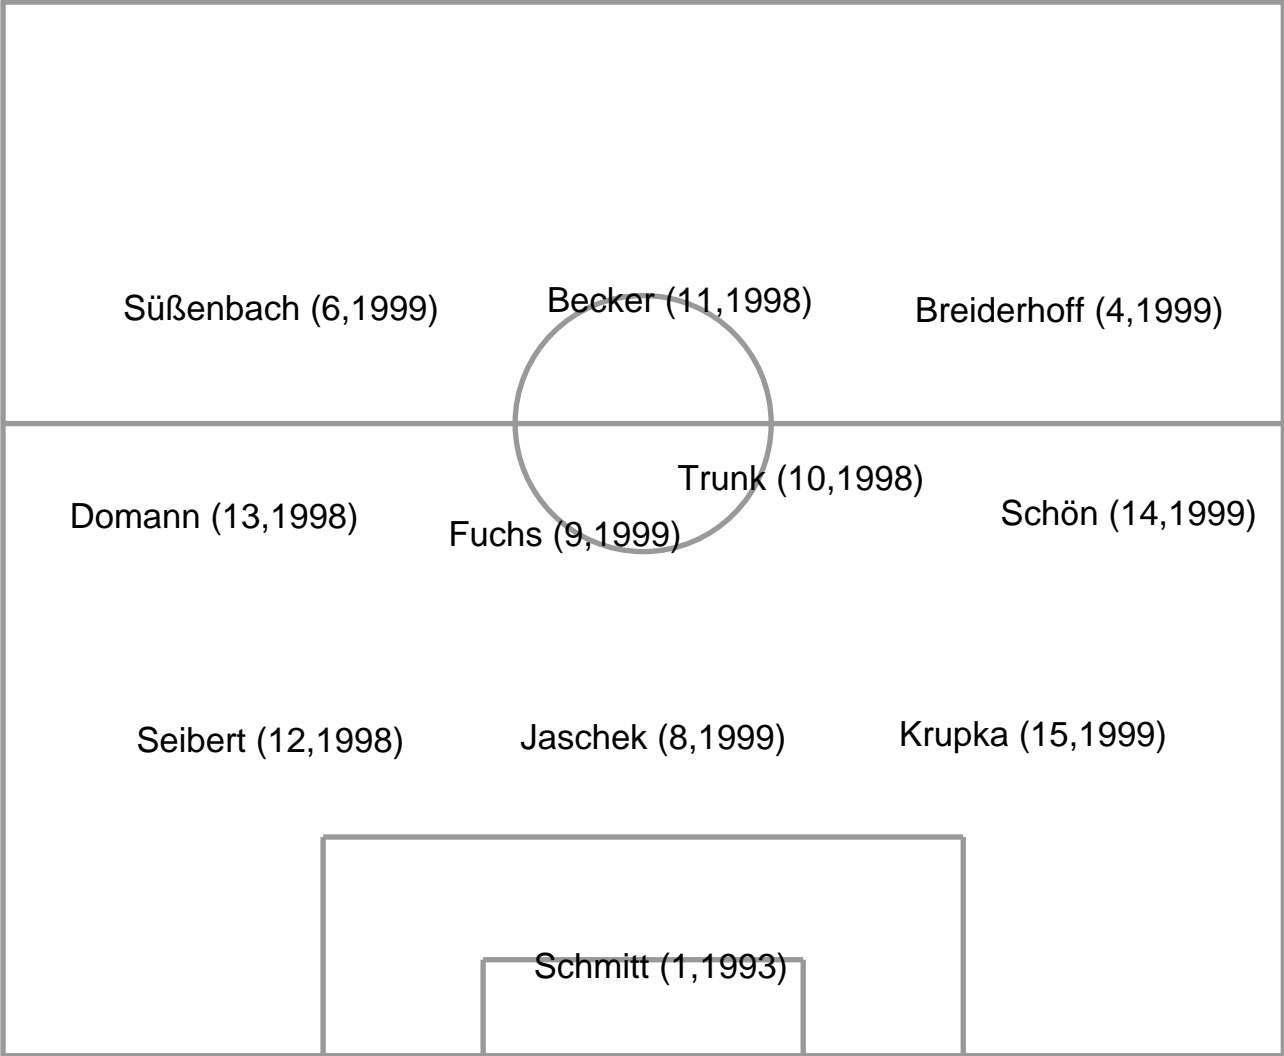 Süßenbach (6,1999)
Becker (11,1998)
Breiderhoff (4,1999)
Trunk (10,1998)
Domann (13,1998)
Fuchs (9,1999)
Schön (14,1999)
Seibert (12,1998)
Jaschek (8,1999)
Krupka (15,1999)
Schmitt (1,1993)